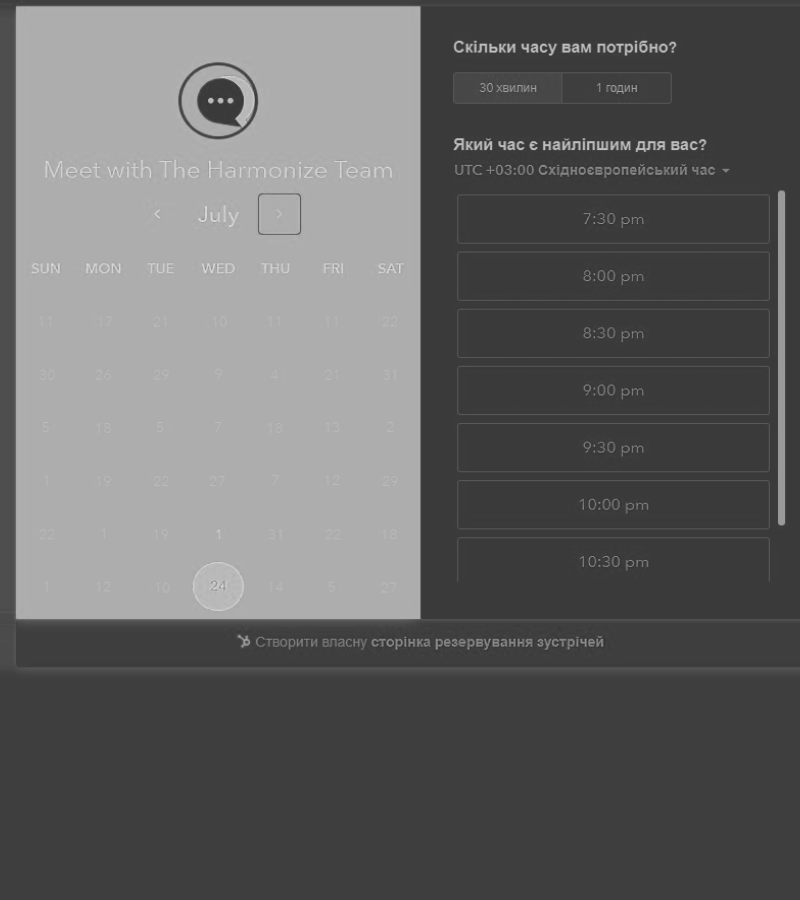 Meet with The Harmonize Team
July
SUN MON TUE WED THU FRI SAT
11 17 21 10 11 11 22
30 26 29 9 4 21 31
5 18 5 7 18 13 2
1 19 22 27 7 12 29
22 1 19 1 31 22 18
1 12 10 24 14 5 27
Скільки часу вам потрібно?
30 хвилин 1 годин
Який час є найліпшим для вас?
UTC +03:00 Східноєвропейський час
7:30 pm
8:00 pm
8:30 pm
9:00 pm
9:30 pm
10:00 pm
10:30 pm
Створити власну сторінка резервування зустрічей